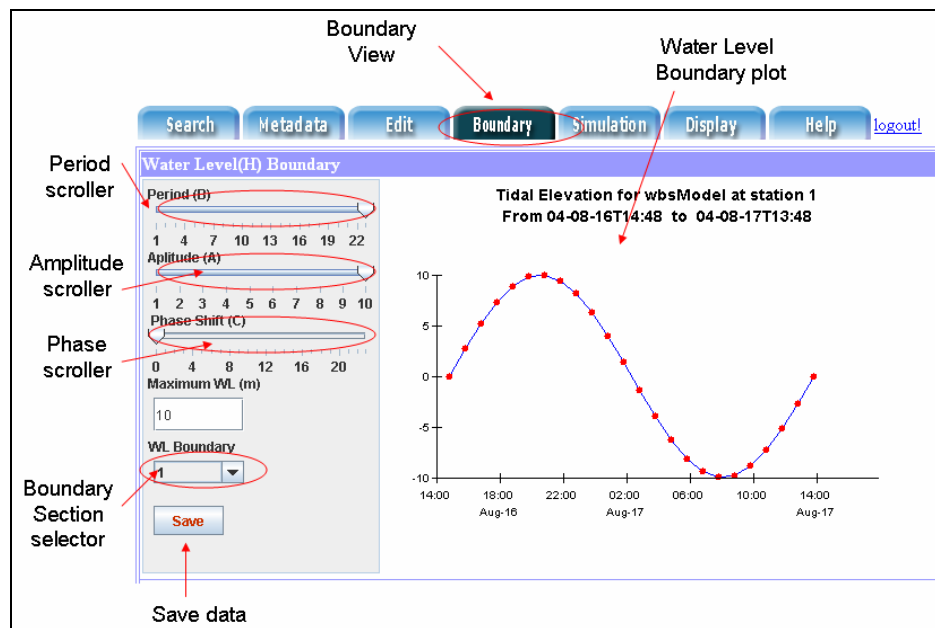 Boundary
View
Water Level
Boundary plot
Search Metadata Edit Boundary Simulation Display Help logout!
Water Level(H) Boundary
Period
scroller
Period (B)
1 4 7 10 13 16 19 22
Amplitude
scroller
Aplitude (A)
1 2 3 4 5 6 7 8 9 10
Phase
scroller
Phase Shift (C)
0 4 8 12 16 20
Maximum WL (m)
10
WL Boundary
1
Boundary
Section
selector
Save
Save data
Tidal Elevation for wbsModel at station 1
From 04-08-16T14:48 to 04-08-17T13:48
10
5
0
-5
-10
14:00 18:00 22:00 02:00 06:00 10:00 14:00
Aug-16 Aug-17 Aug-17